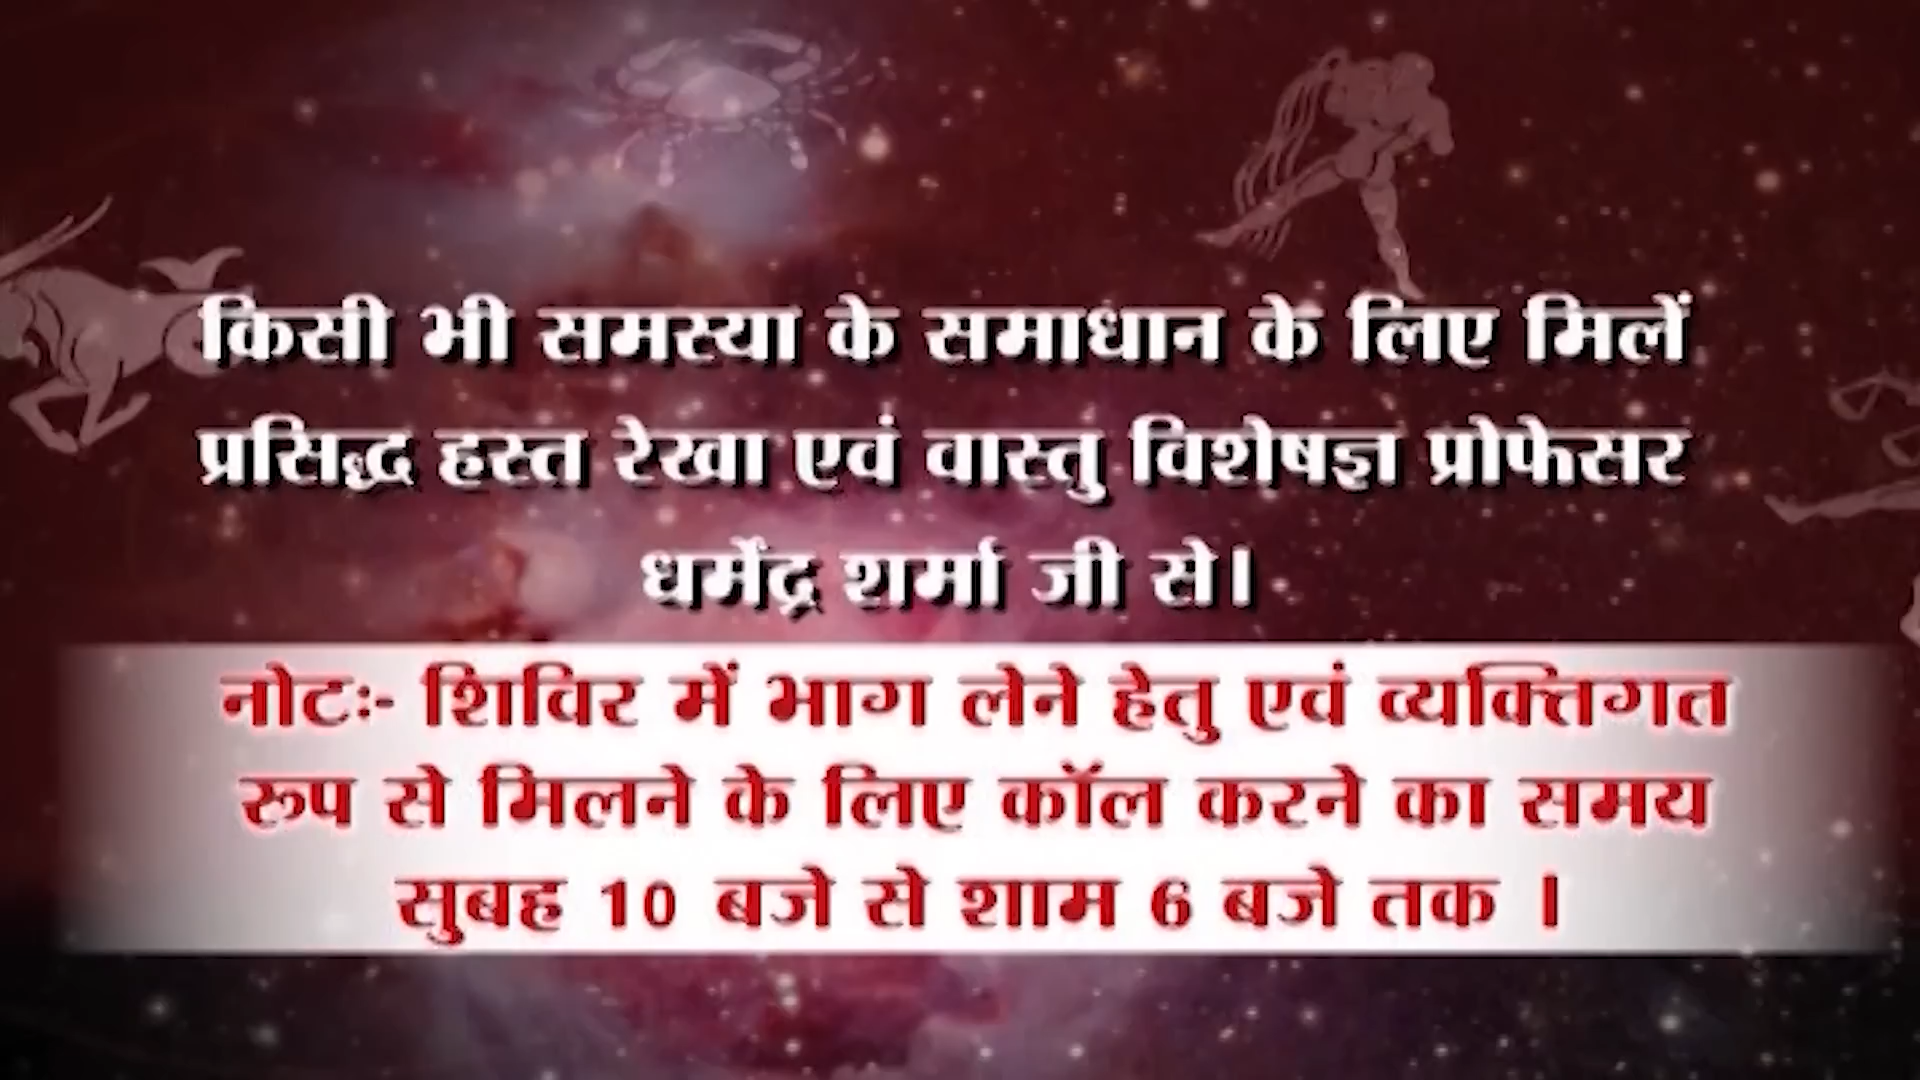 किसी भी समस्या के समाधान के लिए मिलें
प्रसिद्ध हस्त रेखा एवं वास्तु विशेषज्ञ प्रोफेसर
धर्मेंद्र शर्मा जी से।
नोटः- शिविर में भाग लेने हेतु एवं व्यक्तिगत
रुप से मिलने के लिए कॉल करने का समय
सुबह 10 बजे से शाम 6 बजे तक ।